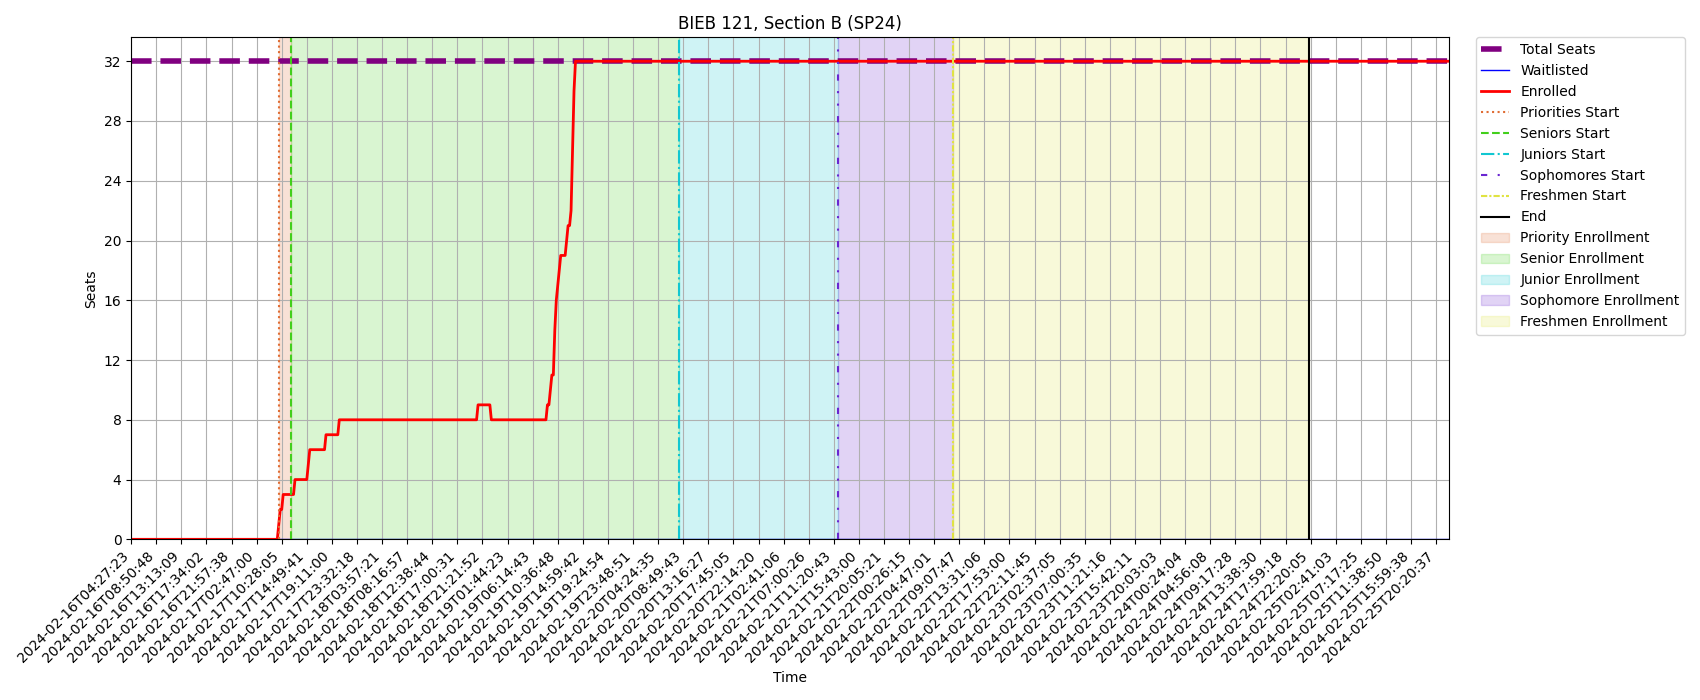 BIEB 121, Section B (SP24)
Total Seats
Waitlisted
Enrolled
Priorities Start
Seniors Start
Juniors Start
Sophomores Start
Freshmen Start
End
Priority Enrollment
Senior Enrollment
Junior Enrollment
Sophomore Enrollment
Freshmen Enrollment
Seats
32
28
24
20
16
12
8
4
0
2024-02-16T04:27:23
2024-02-16T08:50:48
2024-02-16T13:13:09
2024-02-16T17:34:02
2024-02-16T21:57:38
2024-02-17T02:47:00
2024-02-17T10:28:05
2024-02-17T14:49:41
2024-02-17T19:11:00
2024-02-17T23:32:18
2024-02-18T03:57:21
2024-02-18T08:16:57
2024-02-18T12:38:44
2024-02-18T17:00:31
2024-02-18T21:21:52
2024-02-19T01:44:23
2024-02-19T06:14:43
2024-02-19T10:36:48
2024-02-19T14:59:42
2024-02-19T19:24:54
2024-02-19T23:48:51
2024-02-20T04:24:35
2024-02-20T08:49:43
2024-02-20T13:16:27
2024-02-20T17:45:05
2024-02-20T22:14:20
2024-02-21T02:41:06
2024-02-21T07:00:26
2024-02-21T11:20:43
2024-02-21T15:43:00
2024-02-21T20:05:21
2024-02-22T00:26:15
2024-02-22T04:47:01
2024-02-22T09:07:47
2024-02-22T13:31:06
2024-02-22T17:53:00
2024-02-22T22:11:45
2024-02-23T02:37:05
2024-02-23T07:00:35
2024-02-23T11:21:16
2024-02-23T15:42:11
2024-02-23T20:03:03
2024-02-24T00:24:04
2024-02-24T04:56:08
2024-02-24T09:17:28
2024-02-24T13:38:30
2024-02-24T17:59:18
2024-02-24T22:20:05
2024-02-25T02:41:03
2024-02-25T07:17:25
2024-02-25T11:38:50
2024-02-25T15:59:38
2024-02-25T20:20:37
Time